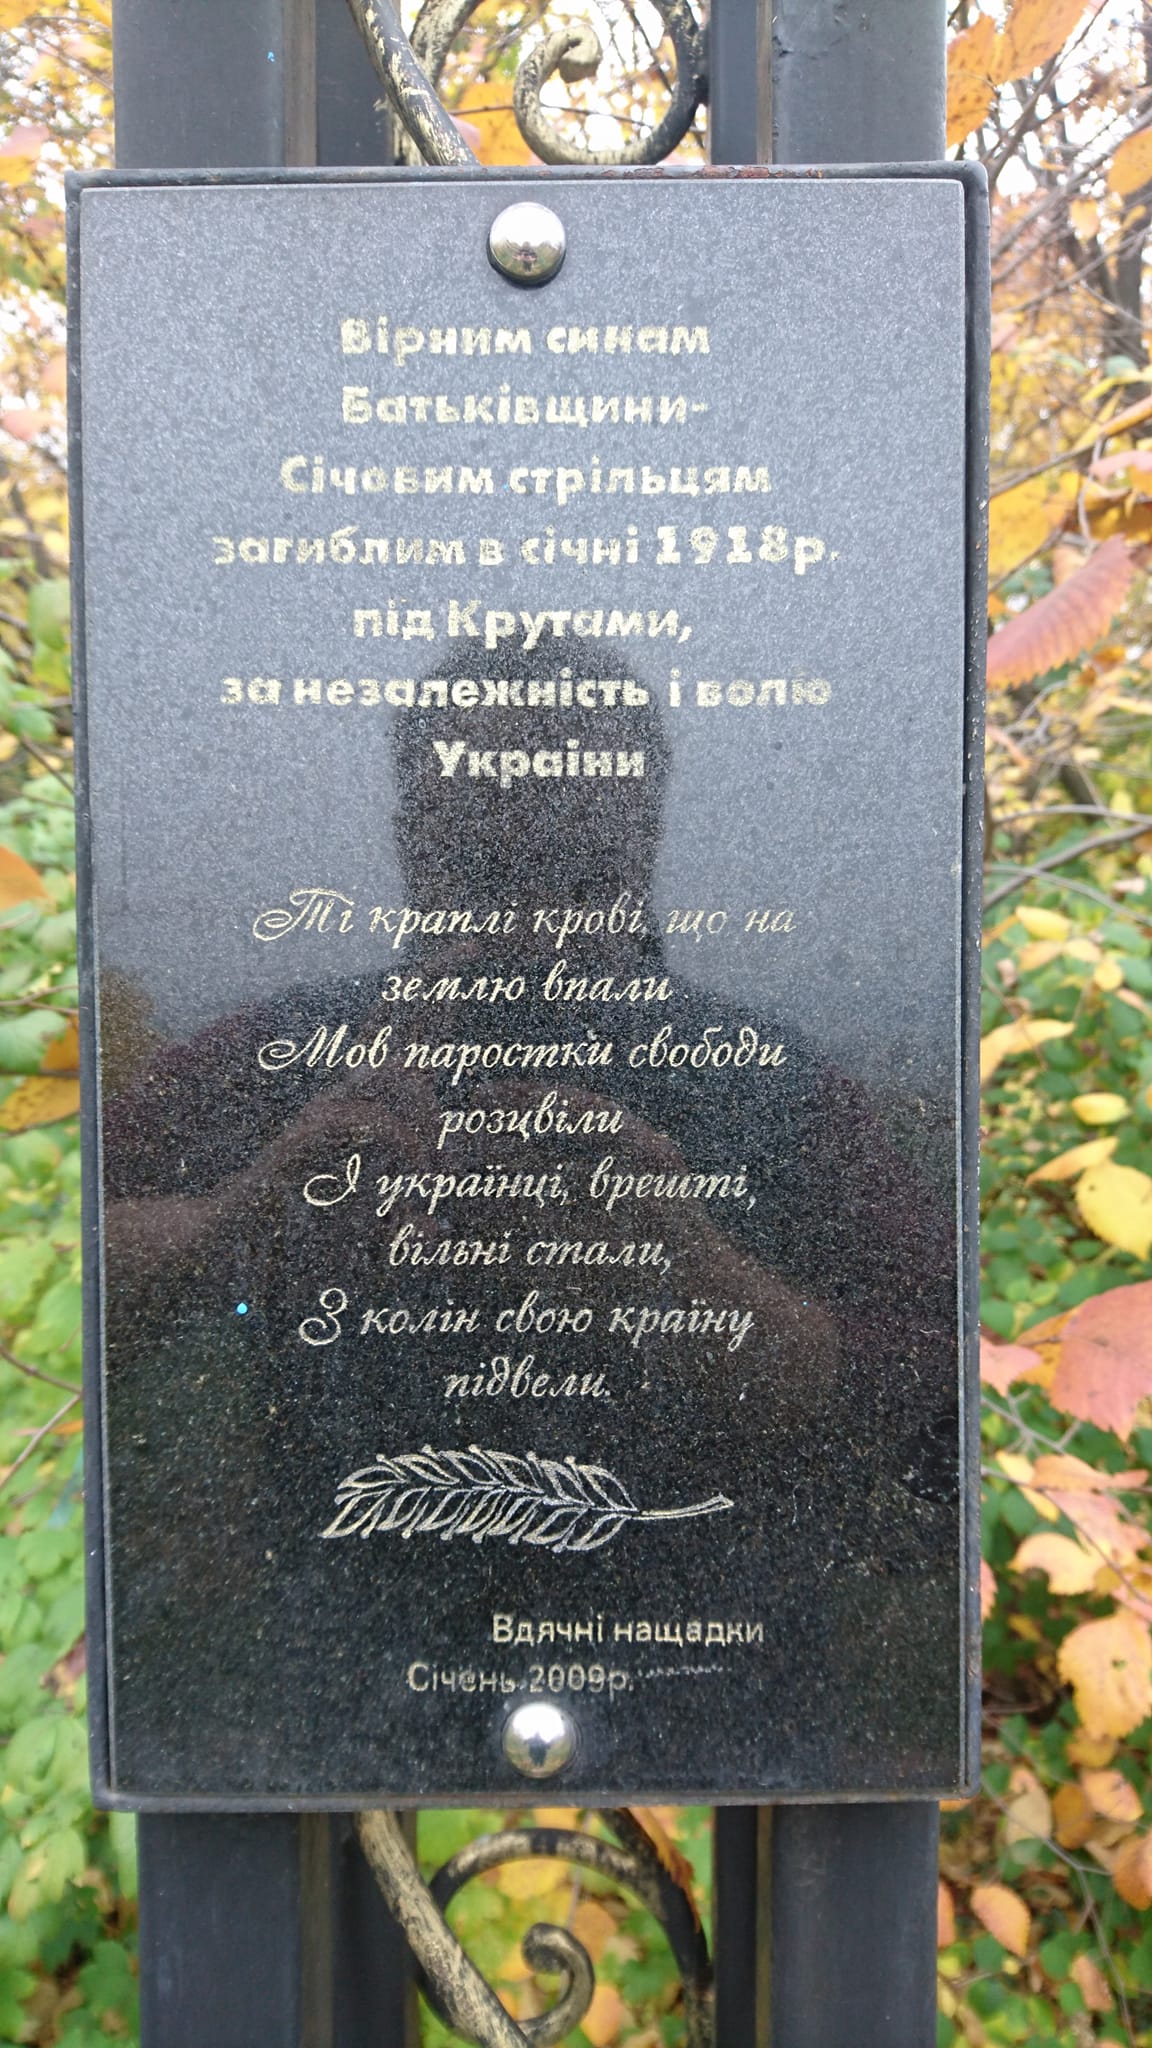 Вірним синам
Батьківщини-
Січовим стрільцям
загиблим в січні 1918р.
під Крутами,
за незалежність і волю
України
Ті краплі крові, що на
землю впали
Мов паростки свободи
розцвіли
І українці, врешті,
вільні стали,
З колін свою країну
підвели.
Вдячні нащадки
Січень 2009р.